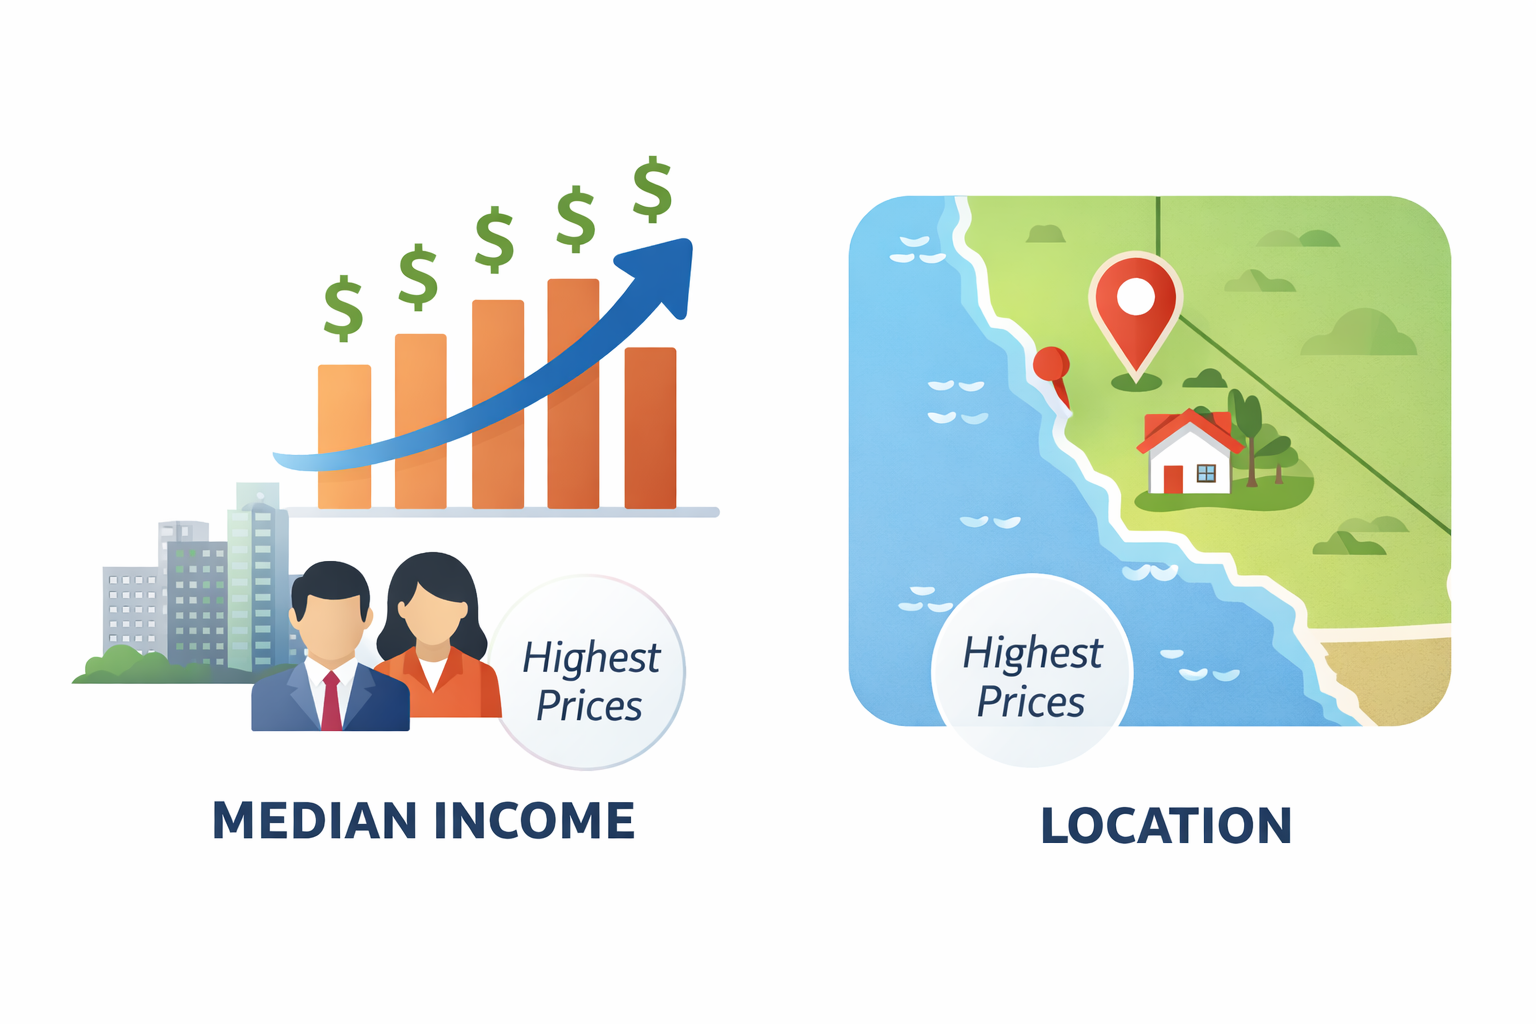 $
$
$
$
$
Highest
Prices
MEDIAN INCOME
Highest
Prices
LOCATION